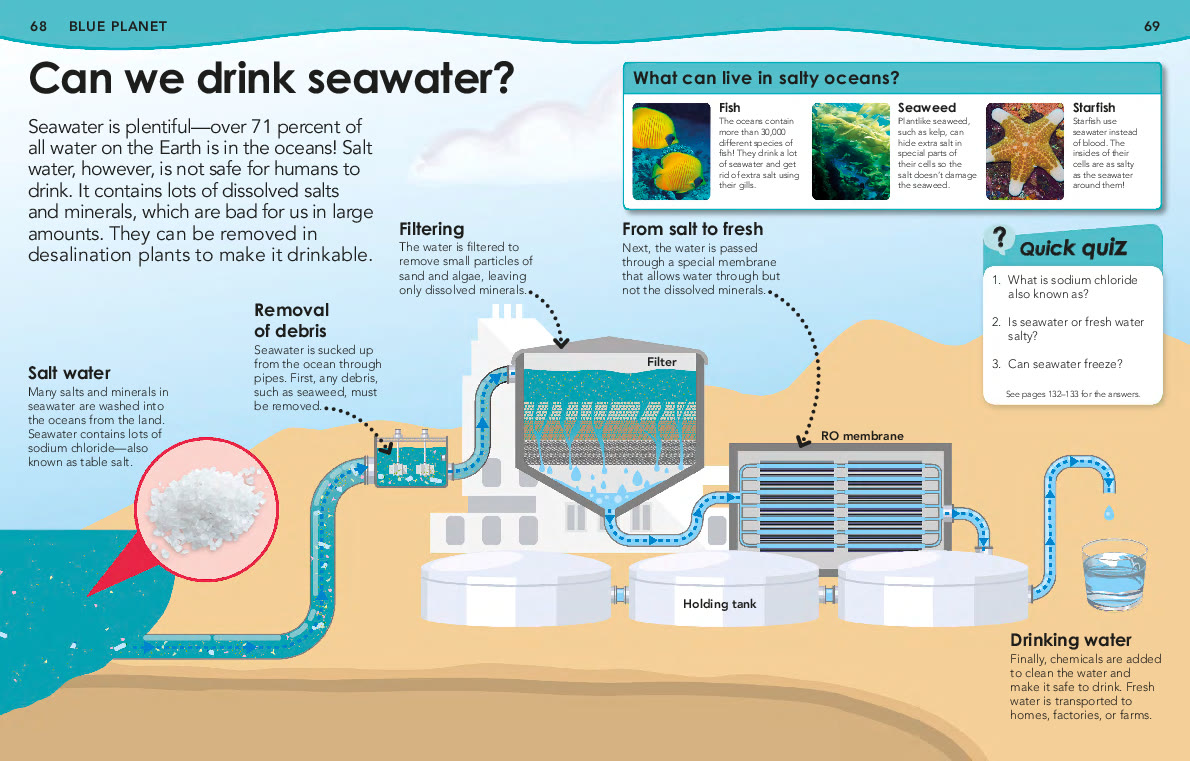 68 BLUE PLANET
69
Can we drink seawater?
Seawater is plentiful—over 71 percent of
all water on the Earth is in the oceans! Salt
water, however, is not safe for humans to
drink. It contains lots of dissolved salts
and minerals, which are bad for us in large
amounts. They can be removed in
desalination plants to make it drinkable.
What can live in salty oceans?
Fish
The oceans contain
more than 30,000
different species of
fish! They drink a lot
of seawater and get
rid of extra salt using
their gills.
Seaweed
Plantlike seaweed,
such as kelp, can
hide extra salt in
special parts of
their cells so the
salt doesn't damage
the seaweed.
Starfish
Starfish use
seawater instead
of blood. The
insides of their
cells are as salty
as the seawater
around them!
Salt water
Many salts and minerals in
seawater are washed into
the oceans from the land.
Seawater contains lots of
sodium chloride—also
known as table salt.
Removal
of debris
Seawater is sucked up
from the ocean through
pipes. First, any debris,
such as seaweed, must
be removed.
Filtering
The water is filtered to
remove small particles of
sand and algae, leaving
only dissolved minerals.
Filter
From salt to fresh
Next, the water is passed
through a special membrane
that allows water through but
not the dissolved minerals.
RO membrane
Holding tank
? Quick quiz
1. What is sodium chloride
also known as?
2. Is seawater or fresh water
salty?
3. Can seawater freeze?
See pages 132–133 for the answers.
Drinking water
Finally, chemicals are added
to clean the water and
make it safe to drink. Fresh
water is transported to
homes, factories, or farms.